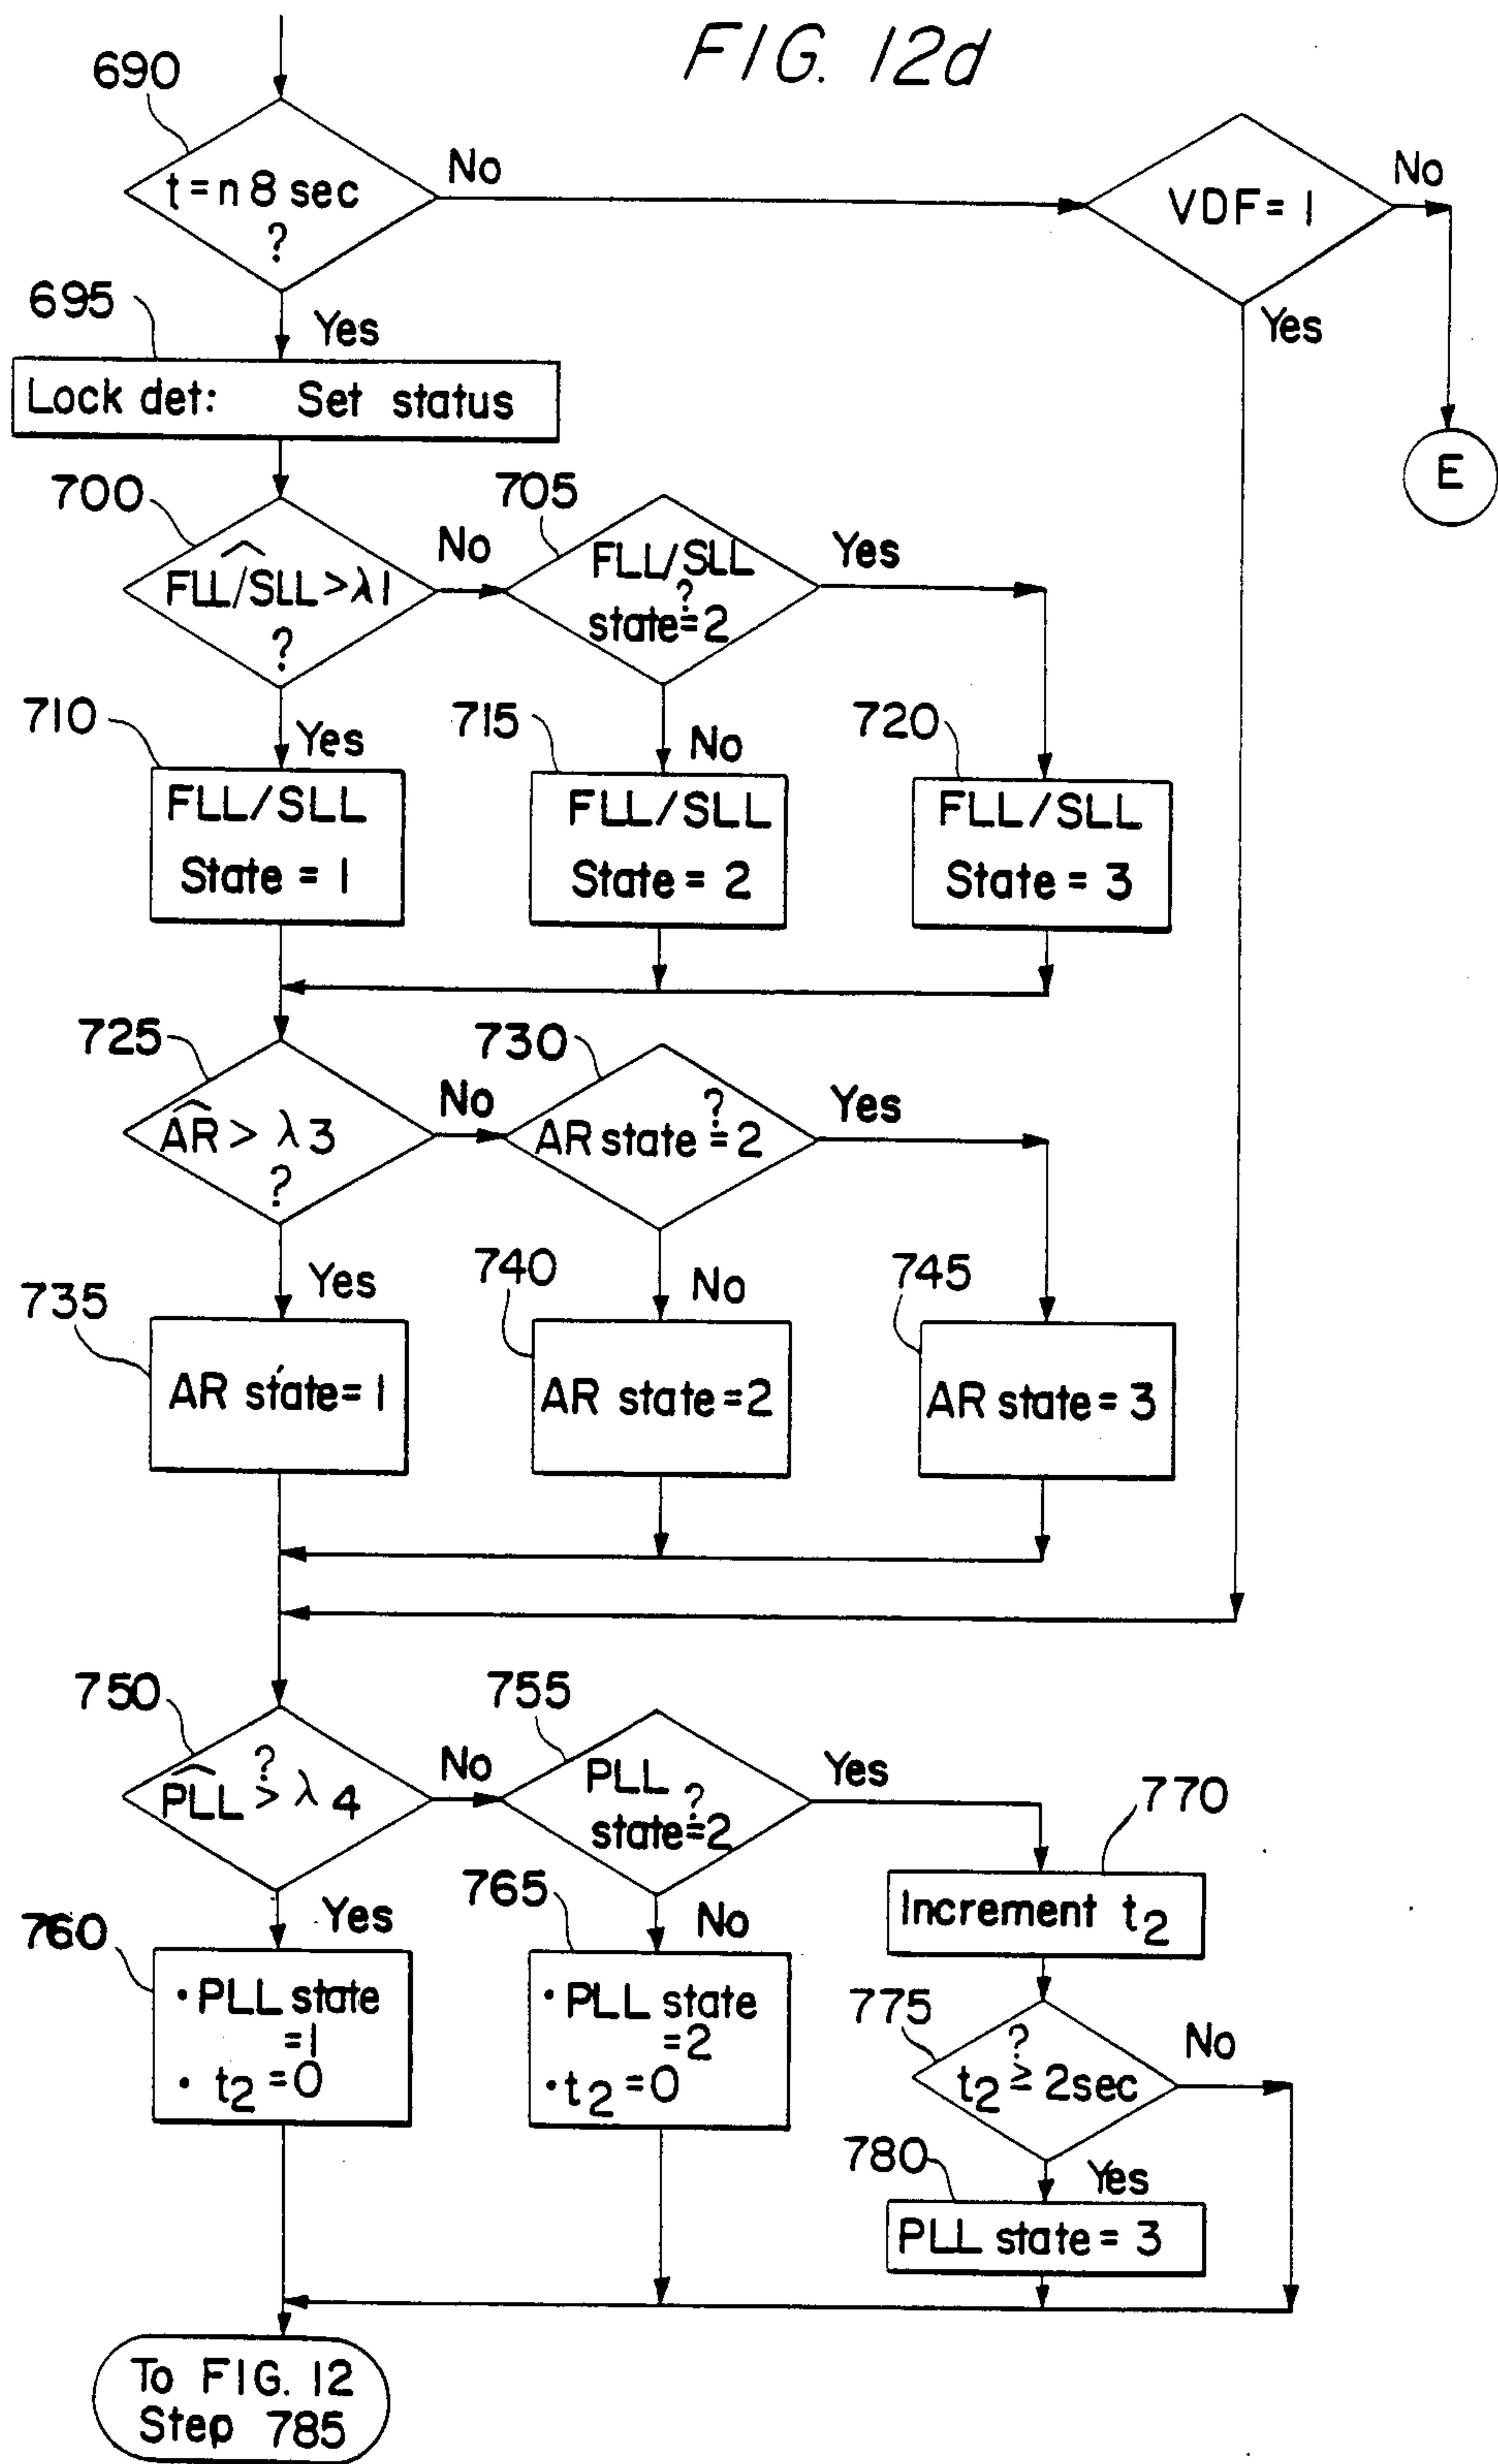 FIG. 12d
690
t = n 8 sec
?
No
VDF = 1
No
Yes
Yes
E
695
Lock det: Set status
700
FLL/SLL > λ1
?
No
705
FLL/SLL
?
state = 2
Yes
710
Yes
715
No
720
FLL/SLL
State = 1
FLL/SLL
State = 2
FLL/SLL
State = 3
725
AR > λ3
?
No
730
?
AR state = 2
Yes
735
Yes
740
No
745
AR state = 1
AR state = 2
AR state = 3
750
?
PLL > λ4
No
755
PLL
?
state = 2
Yes
770
Increment t2
760
Yes
765
No
• PLL state
= 1
• t2 = 0
• PLL state
= 2
• t2 = 0
775
?
t2 ≥ 2 sec
No
780
Yes
PLL state = 3
To FIG. 12
Step 785